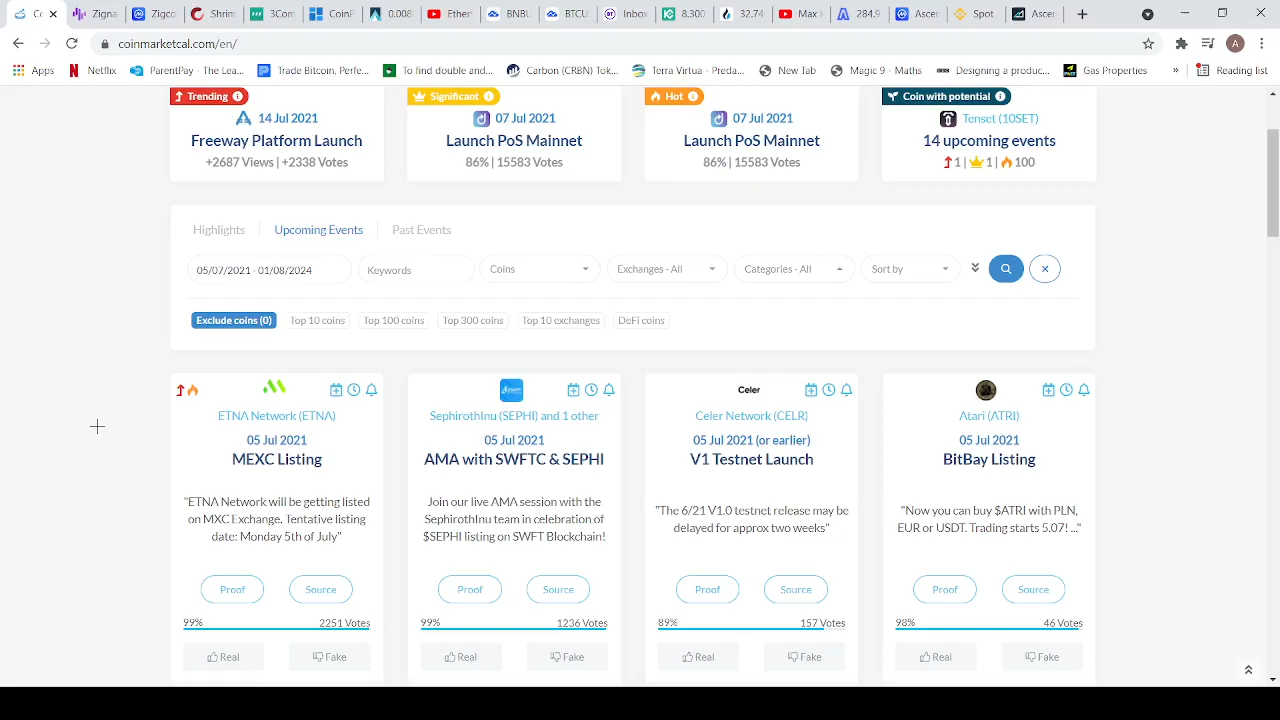 Co
Zigna
Zigco
Shrim
3Com
CoinP
0.008
Ether
BNBU
BTCU
Inbox
8.30
32.74
Max
284.9
Ascer
Spot
Ascer
coinmarketcal.com/en/
Apps
Netflix
ParentPay - The Lea...
Trade Bitcoin, Perfe...
To find double and...
Carbon (CRBN) Tok...
Terra Virtua - Produ...
New Tab
Magic 9 - Maths
Designing a produc...
Gas Properties
»
Reading list
Trending
Significant
Hot
Coin with potential
14 Jul 2021
07 Jul 2021
07 Jul 2021
Tenset (10SET)
Freeway Platform Launch
Launch PoS Mainnet
Launch PoS Mainnet
14 upcoming events
+2687 Views | +2338 Votes
86% | 15583 Votes
86% | 15583 Votes
1 | 1 | 100
Highlights
Upcoming Events
Past Events
05/07/2021 - 01/08/2024
Keywords
Coins
Exchanges - All
Categories - All
Sort by
Exclude coins (0)
Top 10 coins
Top 100 coins
Top 300 coins
Top 10 exchanges
DeFi coins
ETNA Network (ETNA)
05 Jul 2021
MEXC Listing
"ETNA Network will be getting listed
on MXC Exchange. Tentative listing
date: Monday 5th of July"
Proof
Source
99%
2251 Votes
Real
Fake
SephirothInu (SEPHI) and 1 other
05 Jul 2021
AMA with SWFTC & SEPHI
Join our live AMA session with the
SephirothInu team in celebration of
$SEPHI listing on SWFT Blockchain!
Proof
Source
99%
1236 Votes
Real
Fake
Celer
Celer Network (CELR)
05 Jul 2021 (or earlier)
V1 Testnet Launch
"The 6/21 V1.0 testnet release may be
delayed for approx two weeks"
Proof
Source
89%
157 Votes
Real
Fake
Atari (ATRI)
05 Jul 2021
BitBay Listing
"Now you can buy $ATRI with PLN,
EUR or USDT. Trading starts 5.07! ..."
Proof
Source
98%
46 Votes
Real
Fake